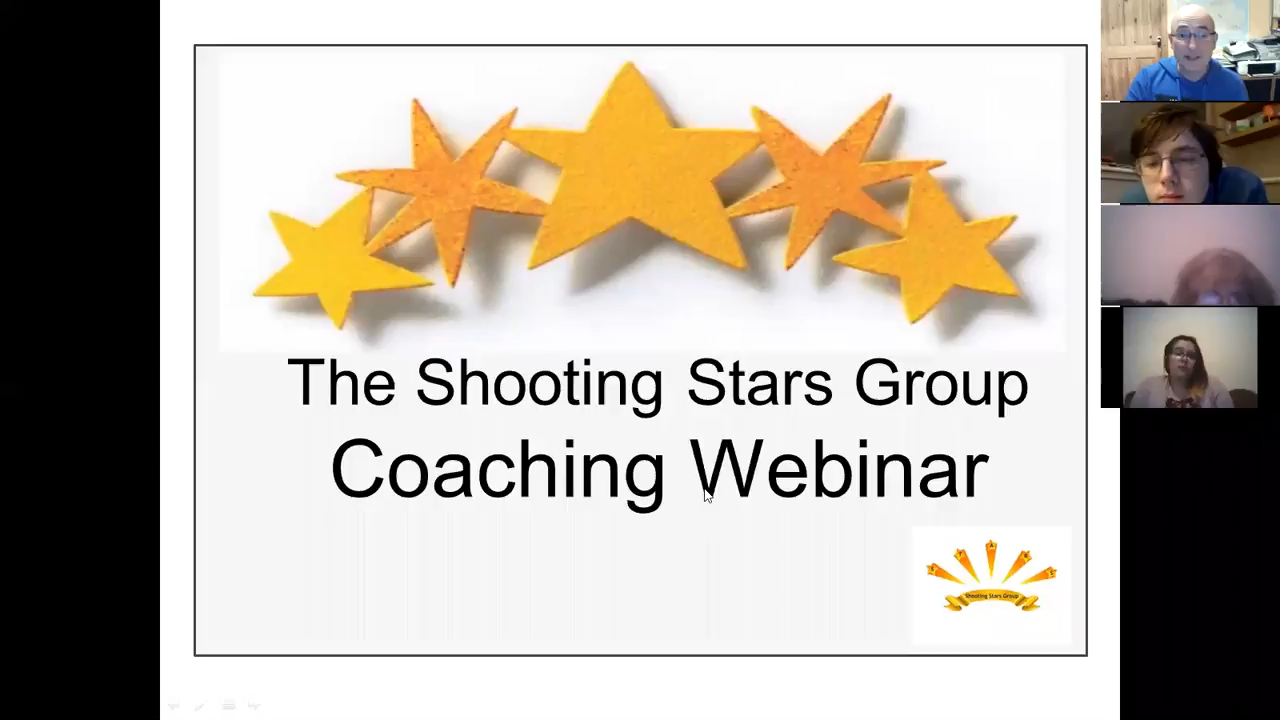 The Shooting Stars Group
Coaching Webinar
S T A R S
Shooting Stars Group